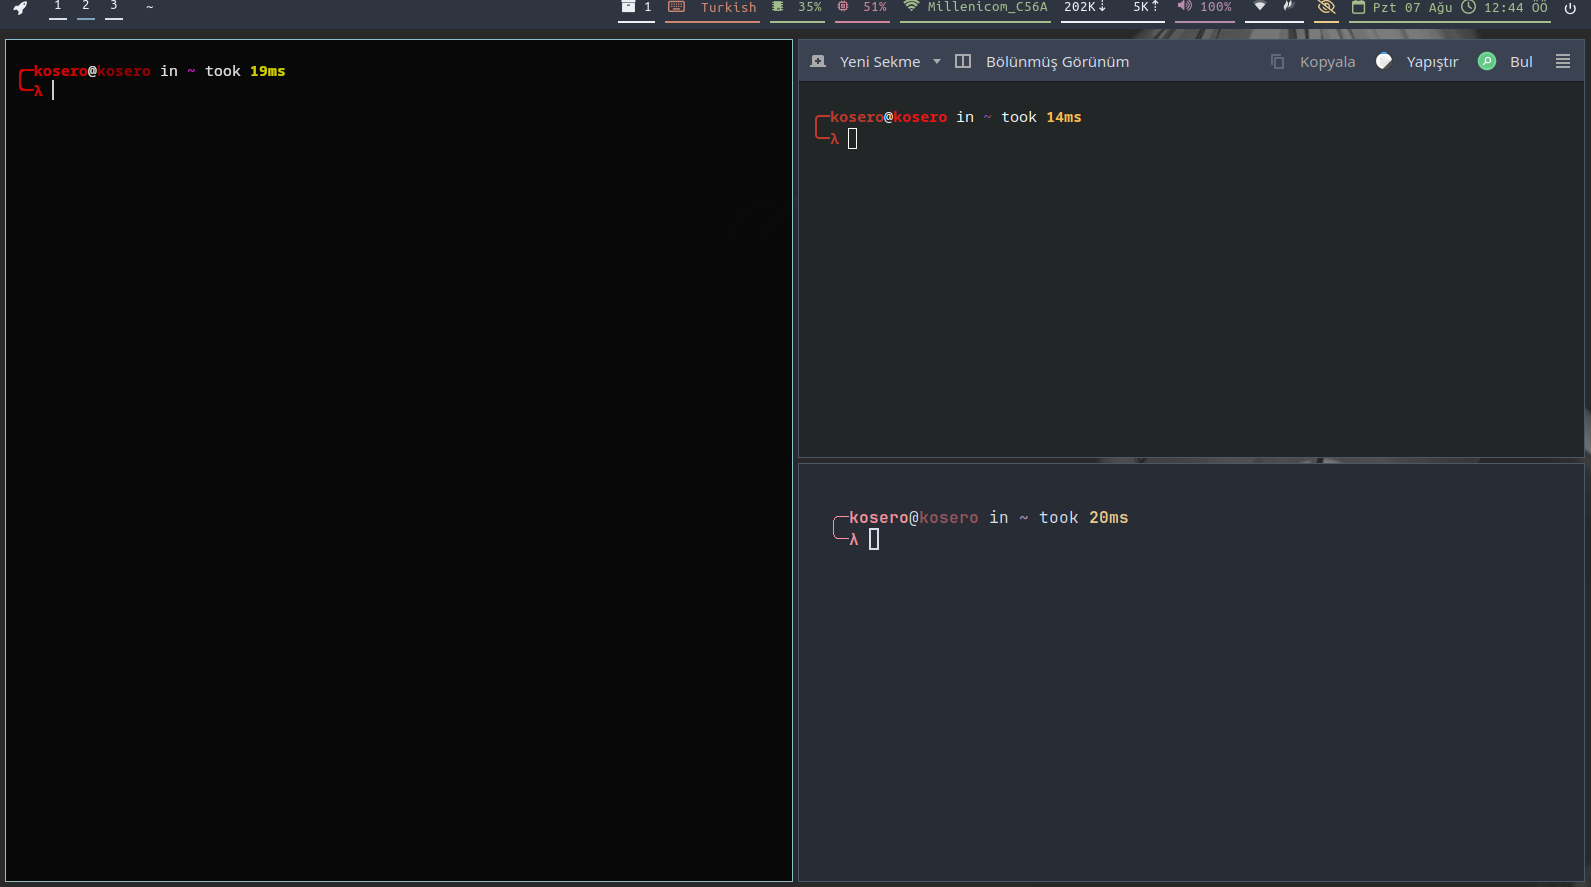 1 2 3 ~ 1 Turkish 35% 51% Millenicom_C56A 202K↓ 5K↑ 100% Pzt 07 Ağu 12:44 ÖÖ
kosero@kosero in ~ took 19ms
λ
Yeni Sekme Bölünmüş Görünüm Kopyala Yapıştır Bul
kosero@kosero in ~ took 14ms
λ
kosero@kosero in ~ took 20ms
λ